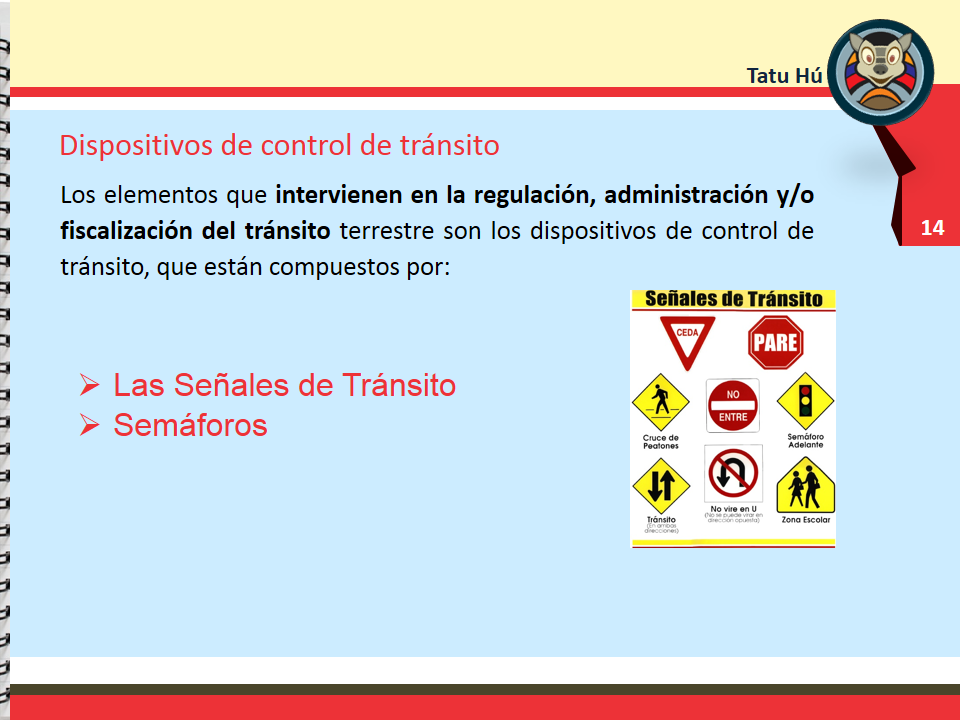 Tatu Hú
14
Dispositivos de control de tránsito
Los elementos que intervienen en la regulación, administración y/o
fiscalización del tránsito terrestre son los dispositivos de control de
tránsito, que están compuestos por:
Las Señales de Tránsito
Semáforos
Señales de Tránsito
CEDA
PARE
NO
ENTRE
Cruce de
Peatones
Semáforo
Adelante
Tránsito
(En ambas
direcciones)
No vire en U
(No se puede virar en
dirección opuesta)
Zona Escolar